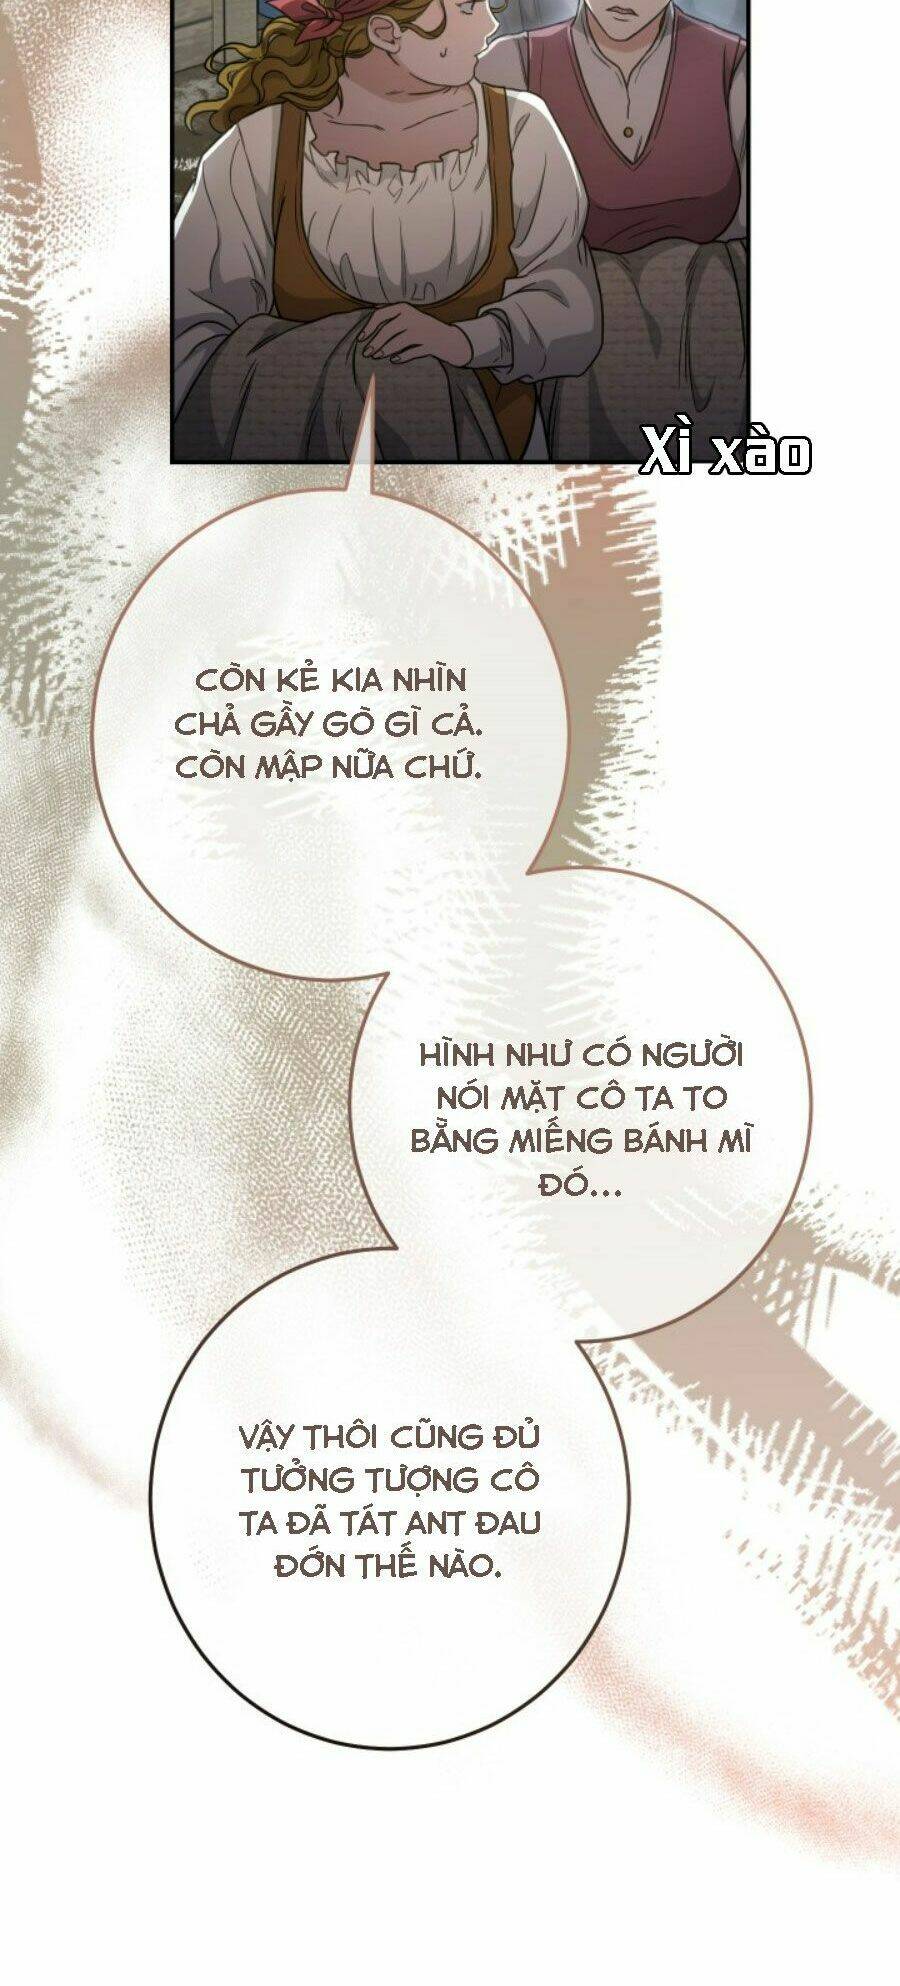 Xì xào
CÒN KẺ KIA NHÌN
CHẢ GẦY GÒ GÌ CẢ.
CÒN MẬP NỮA CHỨ.
HÌNH NHƯ CÓ NGƯỜI
NÓI MẶT CÔ TA TO
BẰNG MIẾNG BÁNH MÌ
ĐÓ...
VẬY THÔI CŨNG ĐỦ
TƯỞNG TƯỢNG CÔ
TA ĐÃ TÁT ANT ĐAU
ĐỚN THẾ NÀO.